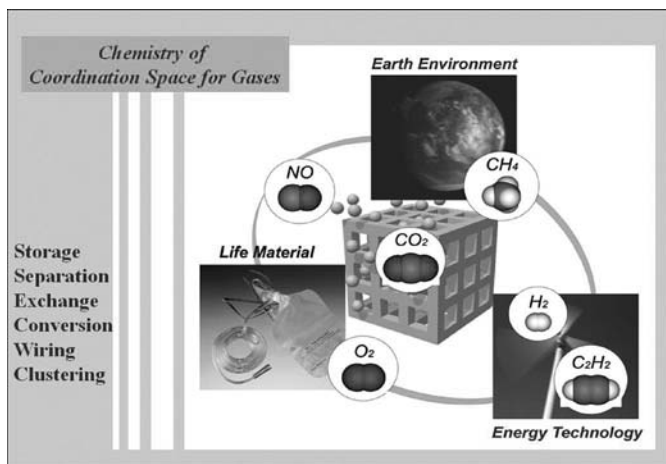 Chemistry of
Coordination Space for Gases
Earth Environment
NO
CH₄
CO₂
Life Material
Storage
Separation
Exchange
Conversion
Wiring
Clustering
H₂
O₂
C₂H₂
Energy Technology